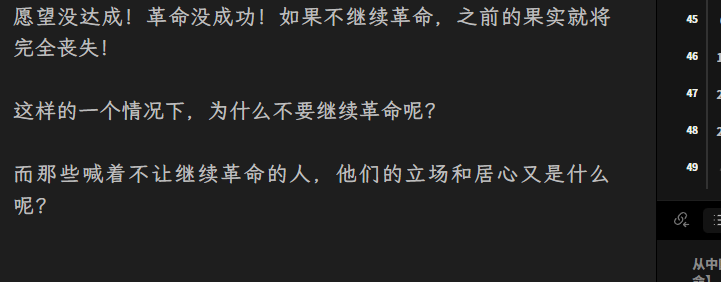 愿望没达成！革命没成功！如果不继续革命，之前的果实就将
完全丧失！
这样的一个情况下，为什么不要继续革命呢？
而那些喊着不让继续革命的人，他们的立场和居心又是什么
呢？
45
46
47
48
49
从中